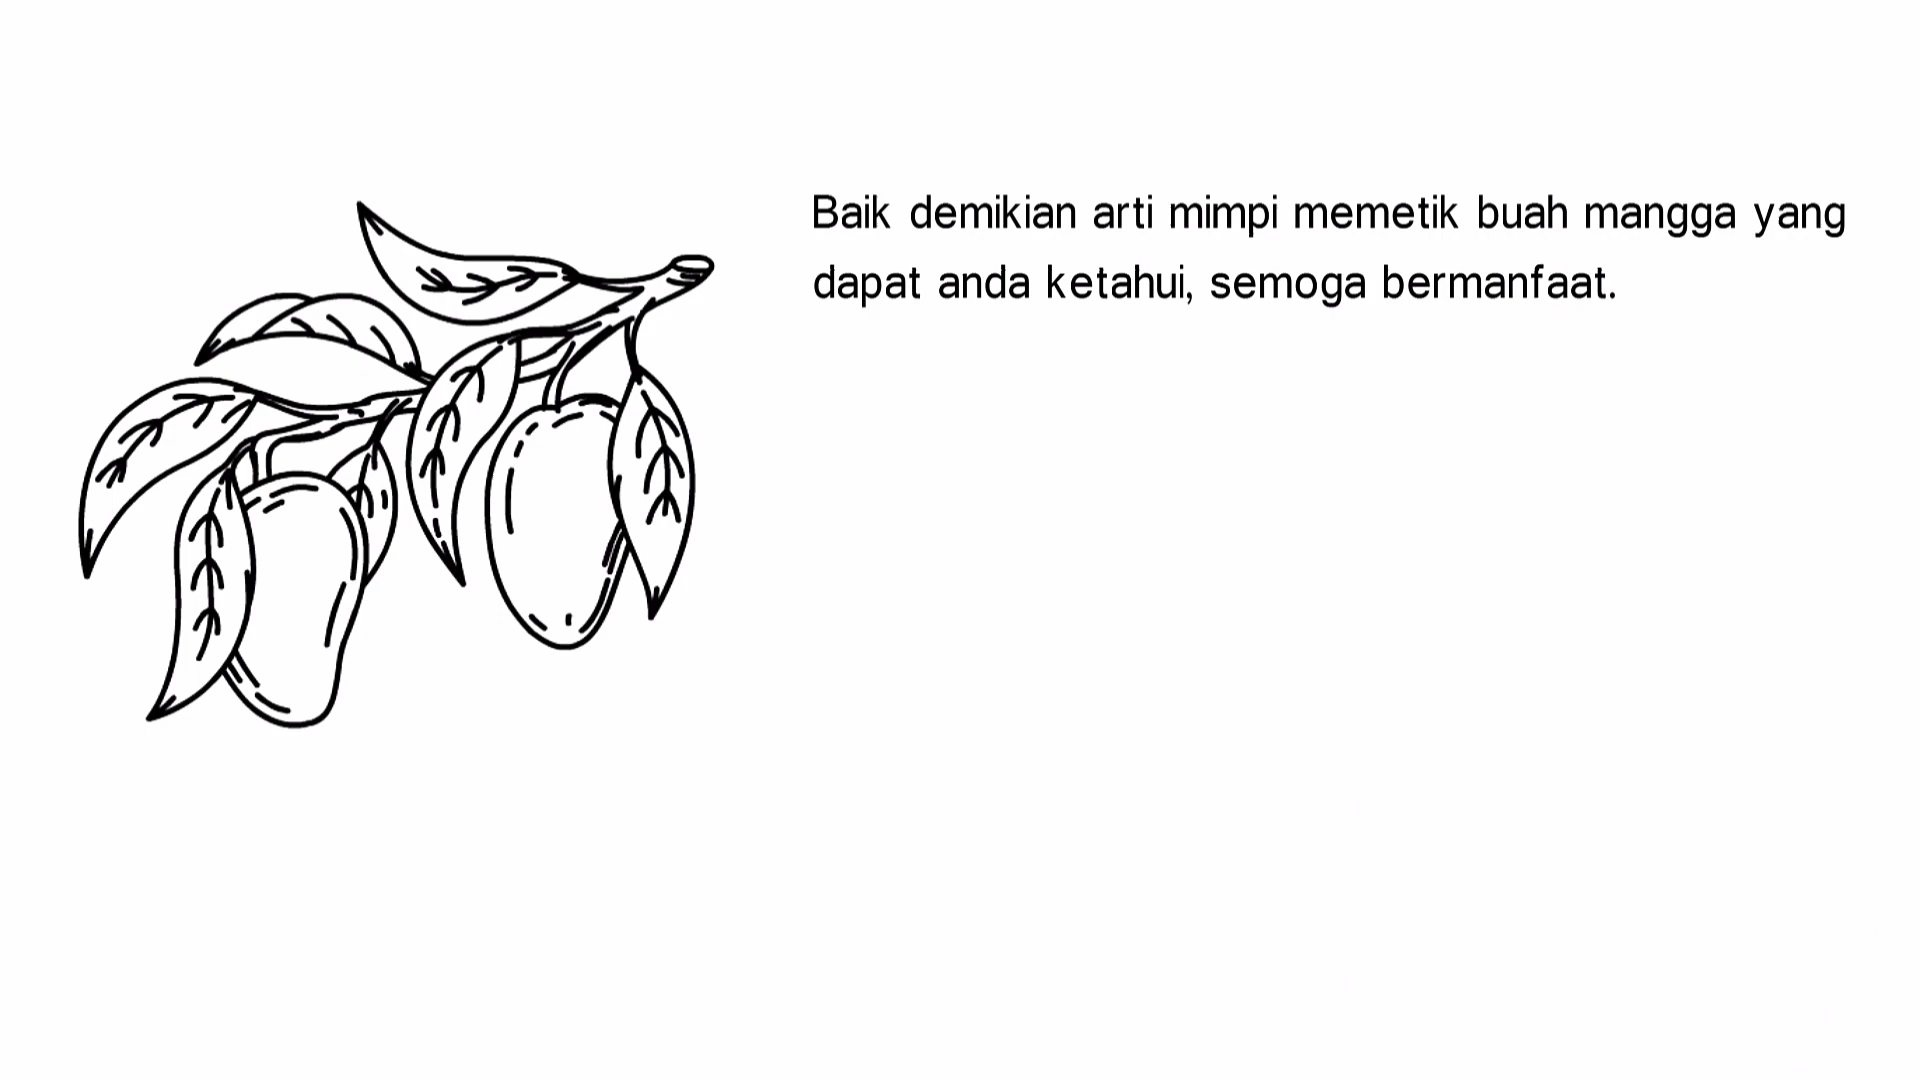 Baik demikian arti mimpi memetik buah mangga yang
dapat anda ketahui, semoga bermanfaat.